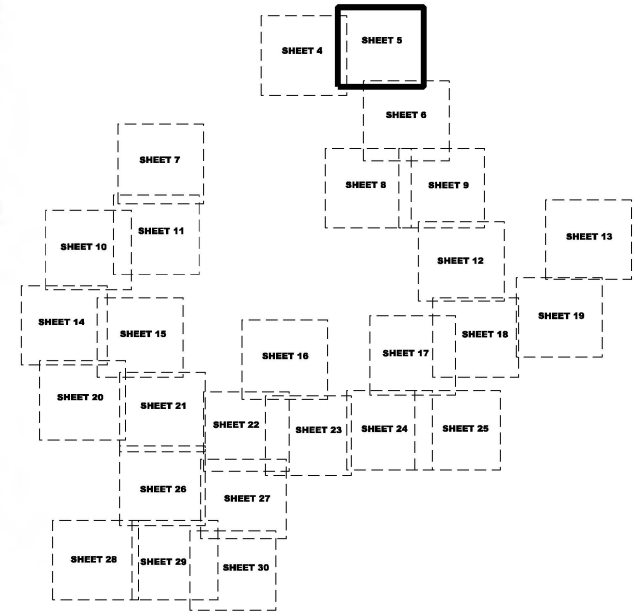 SHEET 4
SHEET 5
SHEET 6
SHEET 7
SHEET 8
SHEET 9
SHEET 10
SHEET 11
SHEET 12
SHEET 13
SHEET 14
SHEET 15
SHEET 16
SHEET 17
SHEET 18
SHEET 19
SHEET 20
SHEET 21
SHEET 22
SHEET 23
SHEET 24
SHEET 25
SHEET 26
SHEET 27
SHEET 28
SHEET 29
SHEET 30